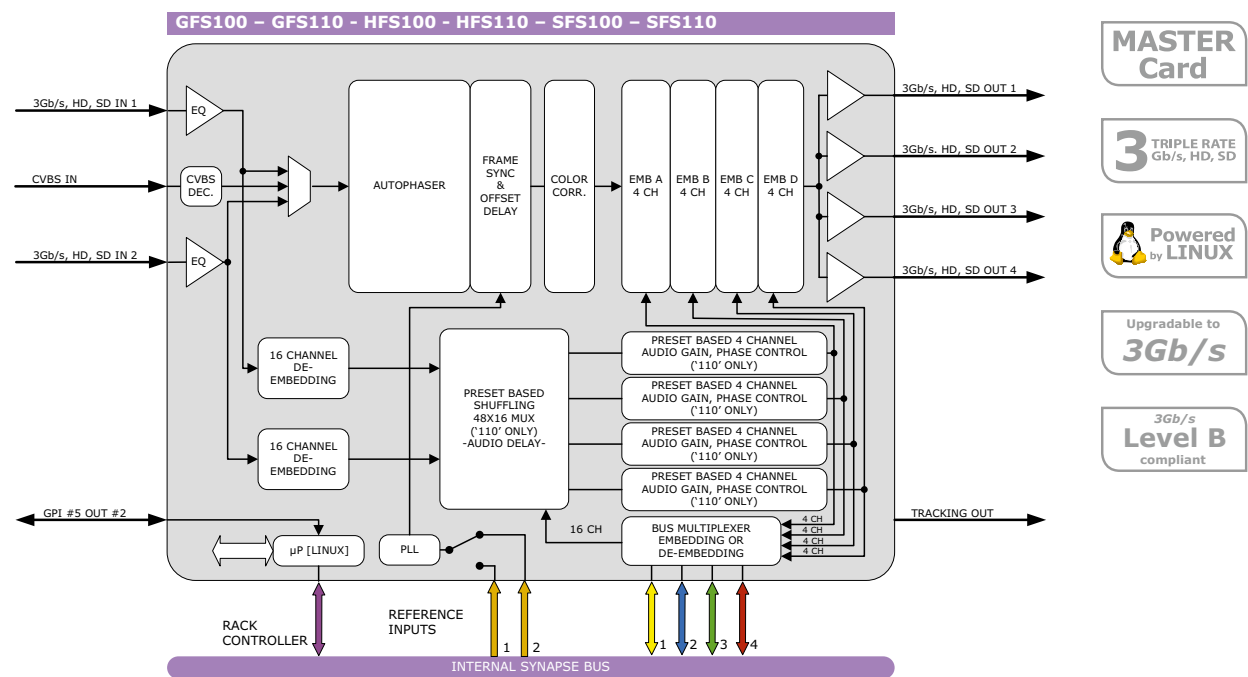 GFS100 – GFS110 - HFS100 - HFS110 – SFS100 – SFS110
3Gb/s, HD, SD IN 1
EQ
CVBS IN
CVBS
DEC.
3Gb/s, HD, SD IN 2
EQ
AUTOPHASER
FRAME
SYNC
&
OFFSET
DELAY
COLOR
CORR.
EMB A
4 CH
EMB B
4 CH
EMB C
4 CH
EMB D
4 CH
3Gb/s, HD, SD OUT 1
3Gb/s. HD, SD OUT 2
3Gb/s, HD, SD OUT 3
3Gb/s, HD, SD OUT 4
16 CHANNEL
DE-
EMBEDDING
16 CHANNEL
DE-
EMBEDDING
PRESET BASED
SHUFFLING
48X16 MUX
(‘110’ ONLY)
-AUDIO DELAY-
PRESET BASED 4 CHANNEL
AUDIO GAIN, PHASE CONTROL
(‘110’ ONLY)
PRESET BASED 4 CHANNEL
AUDIO GAIN, PHASE CONTROL
(‘110’ ONLY)
PRESET BASED 4 CHANNEL
AUDIO GAIN, PHASE CONTROL
(‘110’ ONLY)
PRESET BASED 4 CHANNEL
AUDIO GAIN, PHASE CONTROL
(‘110’ ONLY)
GPI #5 OUT #2
µP [LINUX]
PLL
16 CH
BUS MULTIPLEXER
EMBEDDING OR
DE-EMBEDDING
4 CH
4 CH
4 CH
4 CH
TRACKING OUT
RACK
CONTROLLER
REFERENCE
INPUTS
1
2
1
2
3
4
INTERNAL SYNAPSE BUS
MASTER
Card
3 TRIPLE RATE
Gb/s, HD, SD
Powered
by LINUX
Upgradable to
3Gb/s
3Gb/s
Level B
compliant